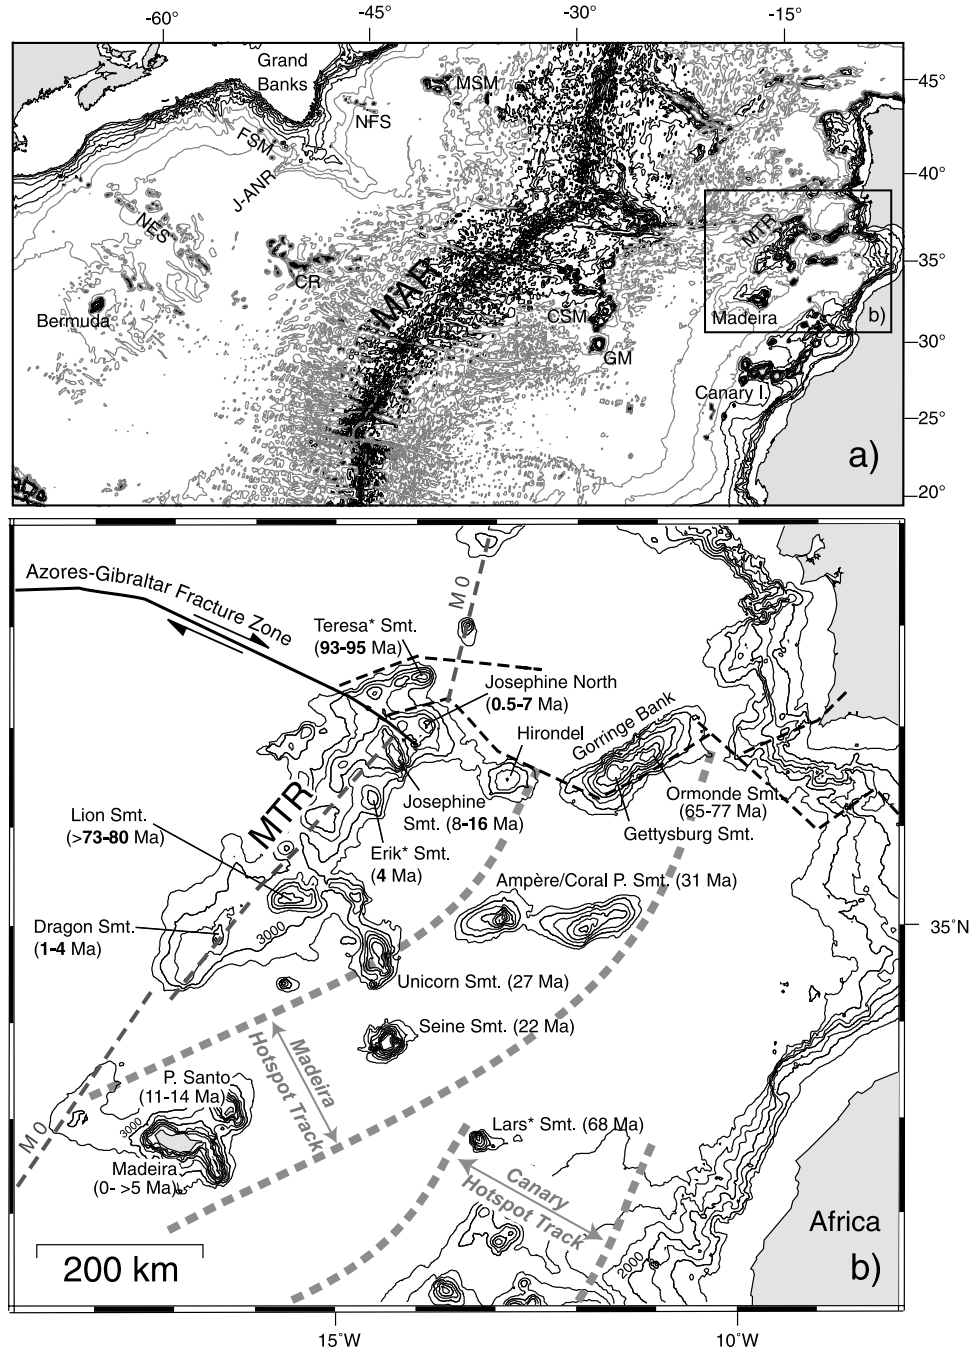 -60°
-45°
-30°
-15°
Grand
Banks
MSM
NFS
FSM
J-ANR
NES
CR
Bermuda
MAR
CSM
GM
MTR
Madeira
b)
Canary I.
a)
45°
40°
35°
30°
25°
20°
Azores-Gibraltar Fracture Zone
M 0
Teresa* Smt.
(93-95 Ma)
Josephine North
(0.5-7 Ma)
Hirondel
Gorringe Bank
Ormonde Smt.
(65-77 Ma)
Gettysburg Smt.
MTR
Josephine
Smt. (8-16 Ma)
Lion Smt.
(>73-80 Ma)
Erik* Smt.
(4 Ma)
Ampère/Coral P. Smt. (31 Ma)
Dragon Smt.
(1-4 Ma)
3000
35°N
Unicorn Smt. (27 Ma)
Seine Smt. (22 Ma)
Madeira
Hotspot Track
P. Santo
(11-14 Ma)
3000
M 0
Madeira
(0- >5 Ma)
Lars* Smt. (68 Ma)
Canary
Hotspot Track
2000
Africa
200 km
b)
15°W
10°W